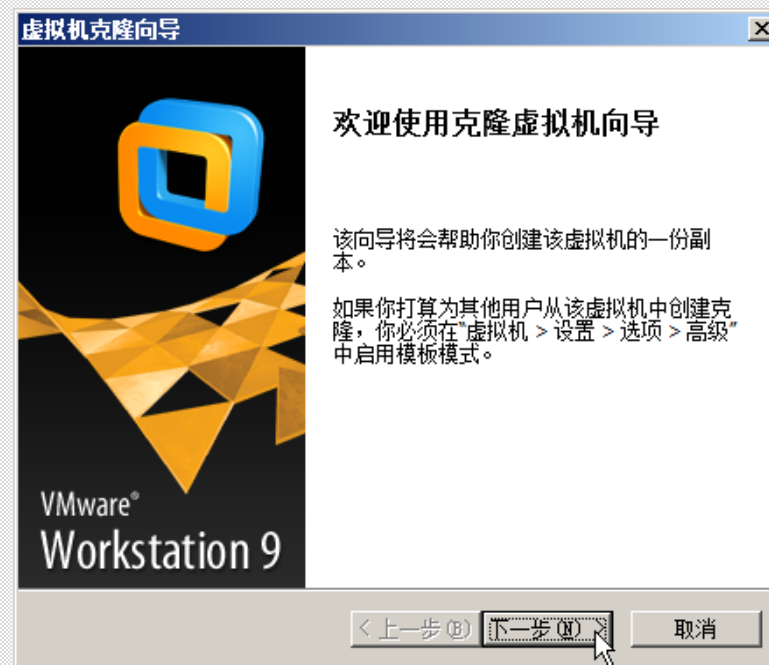 虚拟机克隆向导
欢迎使用克隆虚拟机向导
该向导将会帮助你创建该虚拟机的一份副
本。
如果你打算为其他用户从该虚拟机中创建克
隆，你必须在"虚拟机 > 设置 > 选项 > 高级"
中启用模板模式。
VMware®
Workstation 9
< 上一步(B)
下一步(N) >
取消